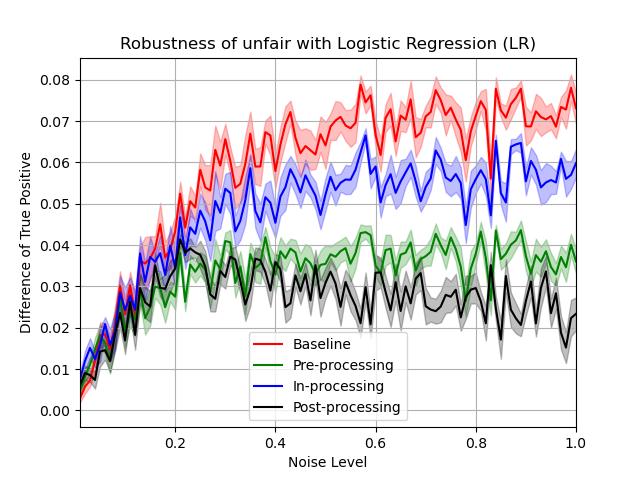 Robustness of unfair with Logistic Regression (LR)
0.08
0.07
0.06
0.05
0.04
0.03
0.02
0.01
0.00
Difference of True Positive
Baseline
Pre-processing
In-processing
Post-processing
0.2 0.4 0.6 0.8 1.0
Noise Level